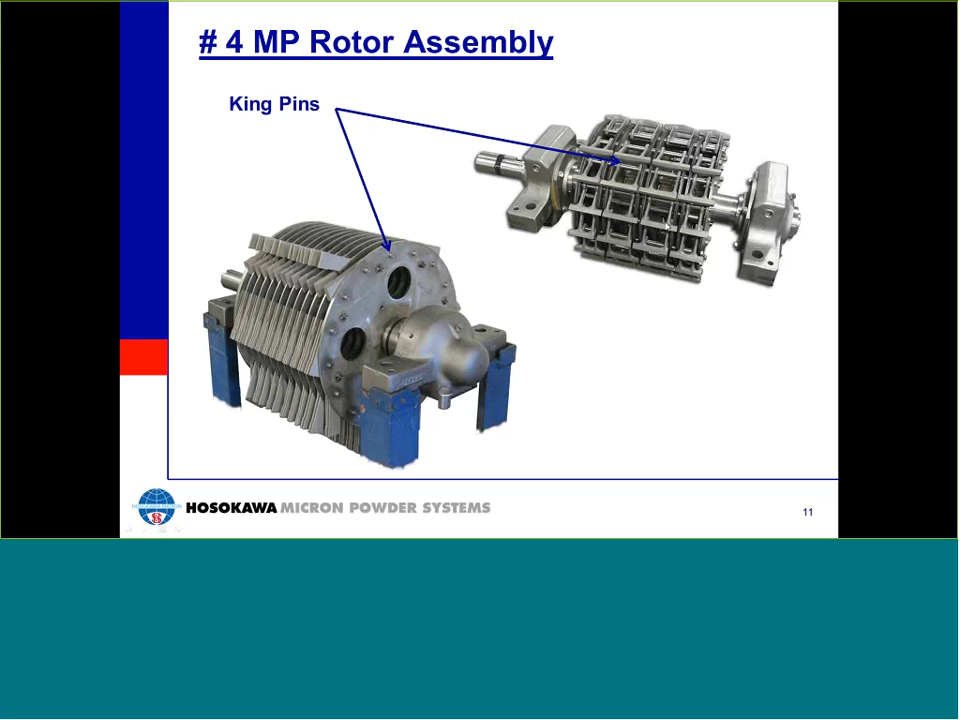 # 4 MP Rotor Assembly
King Pins
HOSOKAWA MICRON POWDER SYSTEMS
11